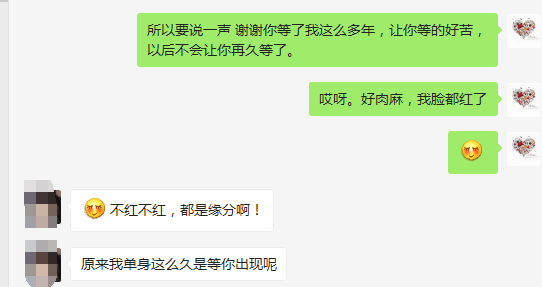 所以要说一声 谢谢你等了我这么多年，让你等的好苦，
以后不会让你再久等了。
哎呀。好肉麻，我脸都红了
不红不红，都是缘分啊！
原来我单身这么久是等你出现呢